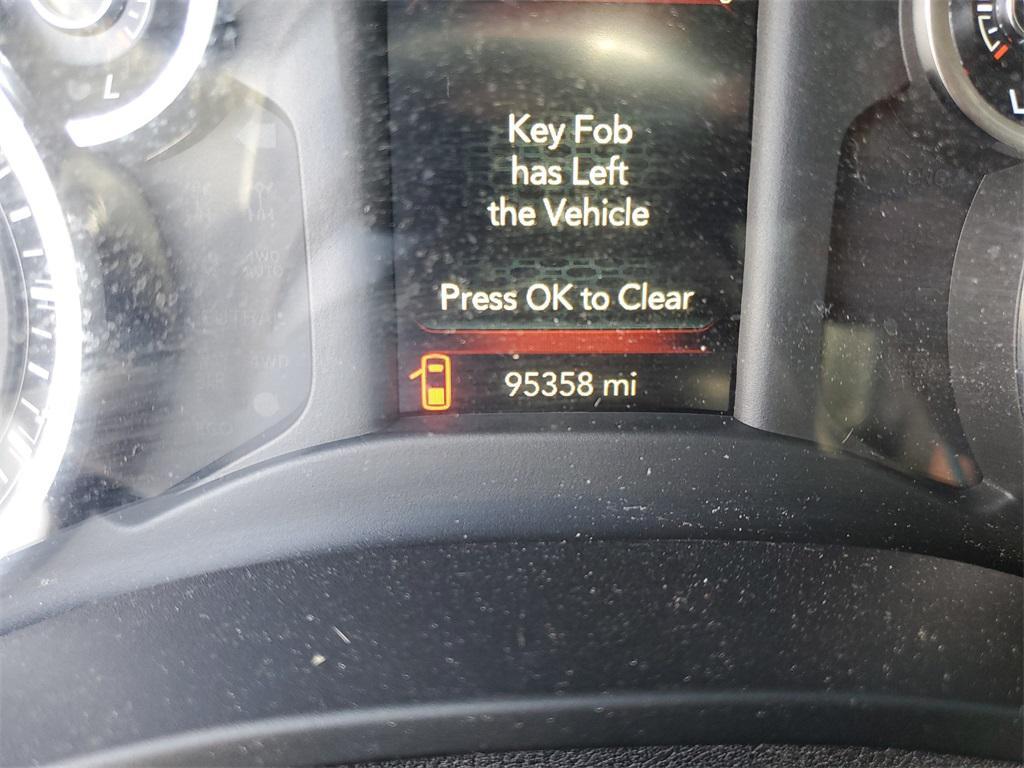 L
Key Fob
has Left
the Vehicle
Press OK to Clear
95358 mi
L